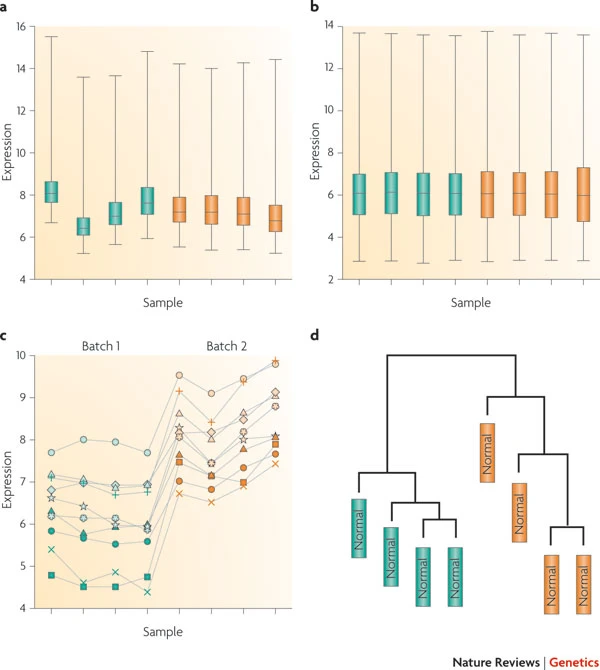 a
Expression
16
14
12
10
8
6
4
Sample
b
Expression
14
12
10
8
6
4
2
Sample
c
Batch 1
Batch 2
Expression
10
9
8
7
6
5
4
Sample
d
Normal
Normal
Normal
Normal
Normal
Normal
Normal
Normal
Nature Reviews | Genetics